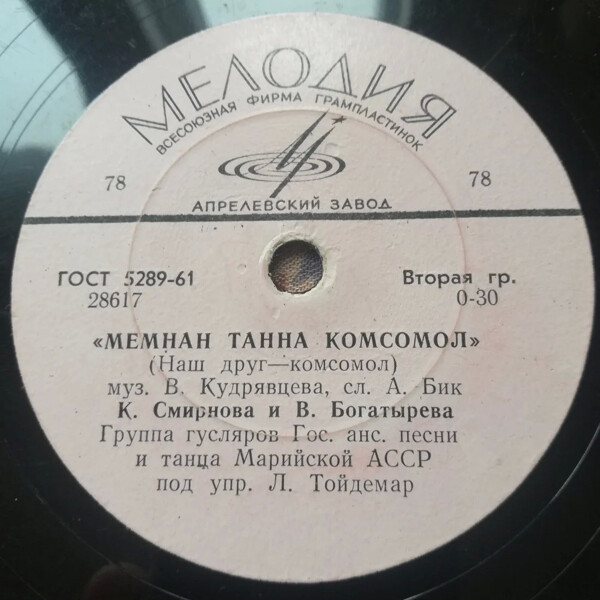 МЕЛОДИЯ
ВСЕСОЮЗНАЯ ФИРМА ГРАМПЛАСТИНОК
78 78
АПРЕЛЕВСКИЙ ЗАВОД
ГОСТ 5289-61 Вторая гр.
28617 0-30
«МЕМНАН ТАННА КОМСОМОЛ»
(Наш друг—комсомол)
муз. В. Кудрявцева, сл. А. Бик
К. Смирнова и В. Богатырева
Группа гусляров Гос. анс. песни
и танца Марийской АССР
под упр. Л. Тойдемар